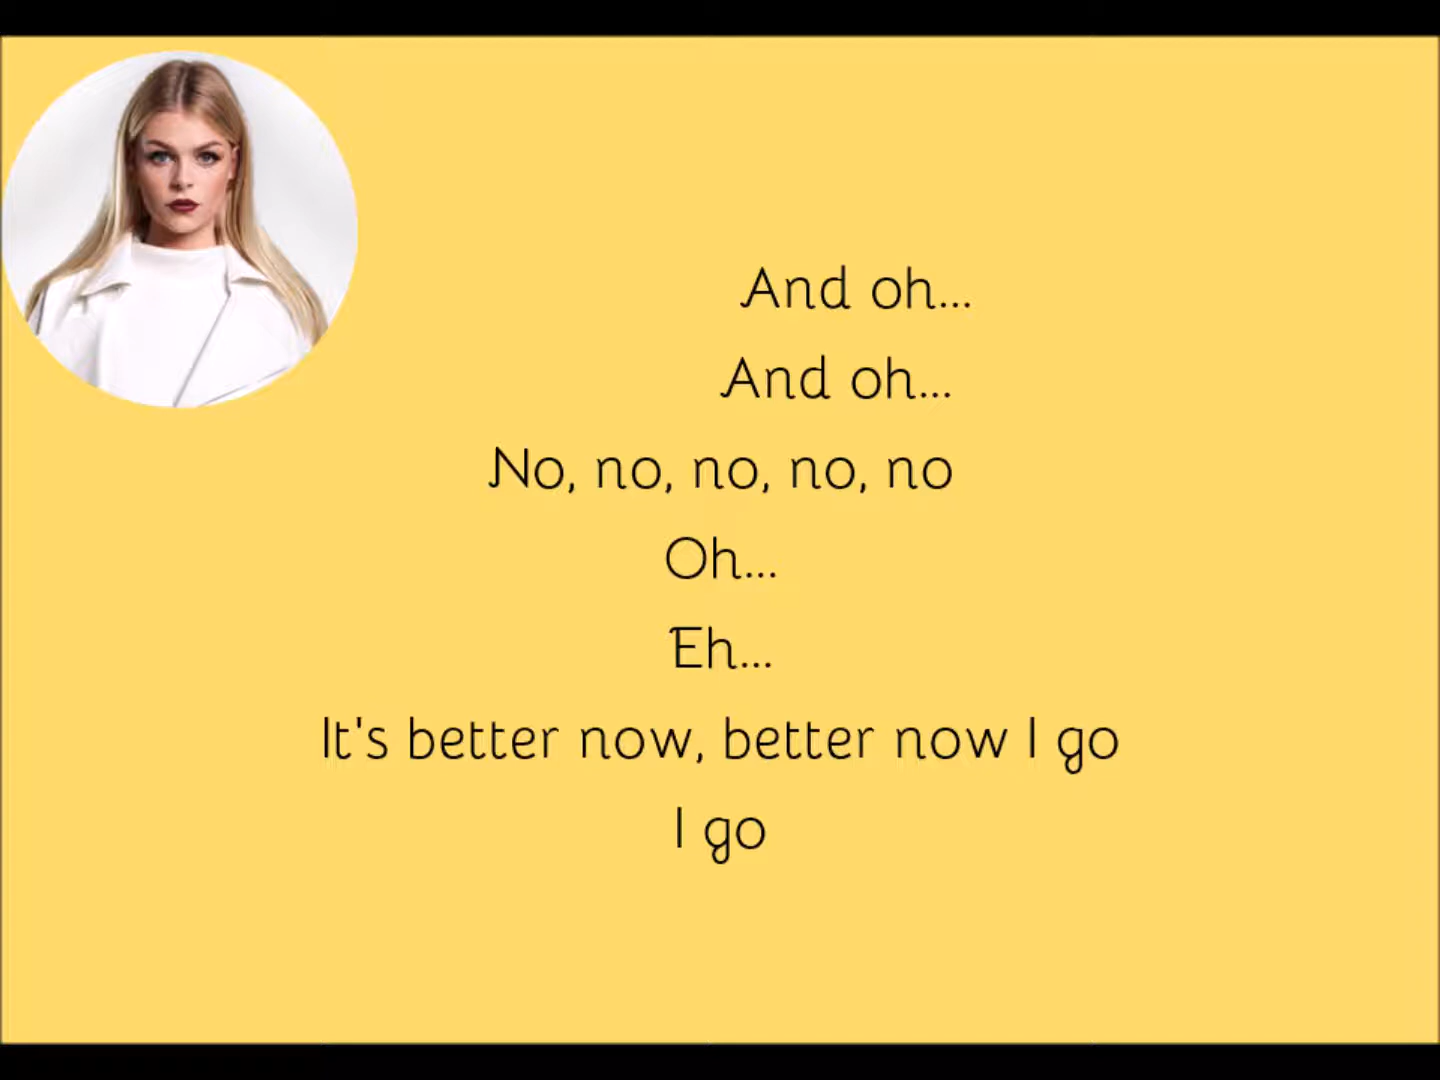 And oh...
And oh...
No, no, no, no, no
Oh...
Eh...
It's better now, better now I go
I go